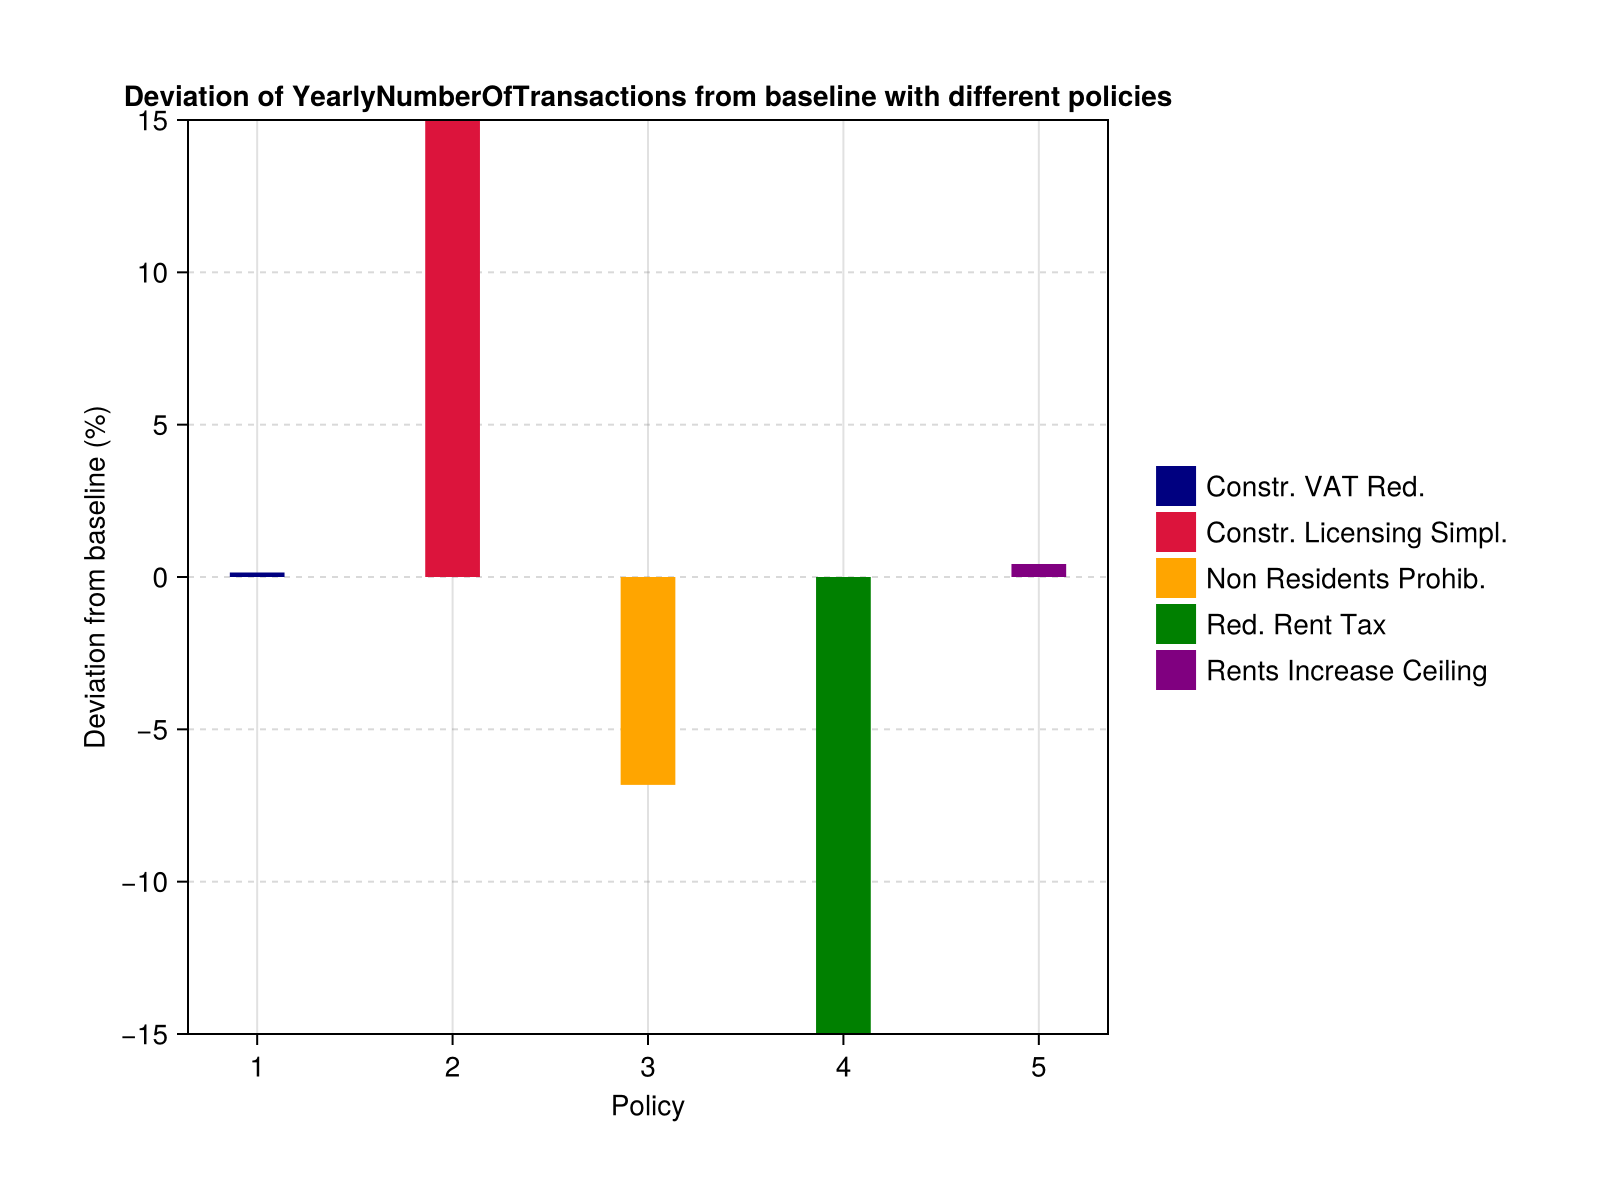 Deviation of YearlyNumberOfTransactions from baseline with different policies
15
10
5
0
−5
−10
−15
Deviation from baseline (%)
1 2 3 4 5
Policy
Constr. VAT Red.
Constr. Licensing Simpl.
Non Residents Prohib.
Red. Rent Tax
Rents Increase Ceiling